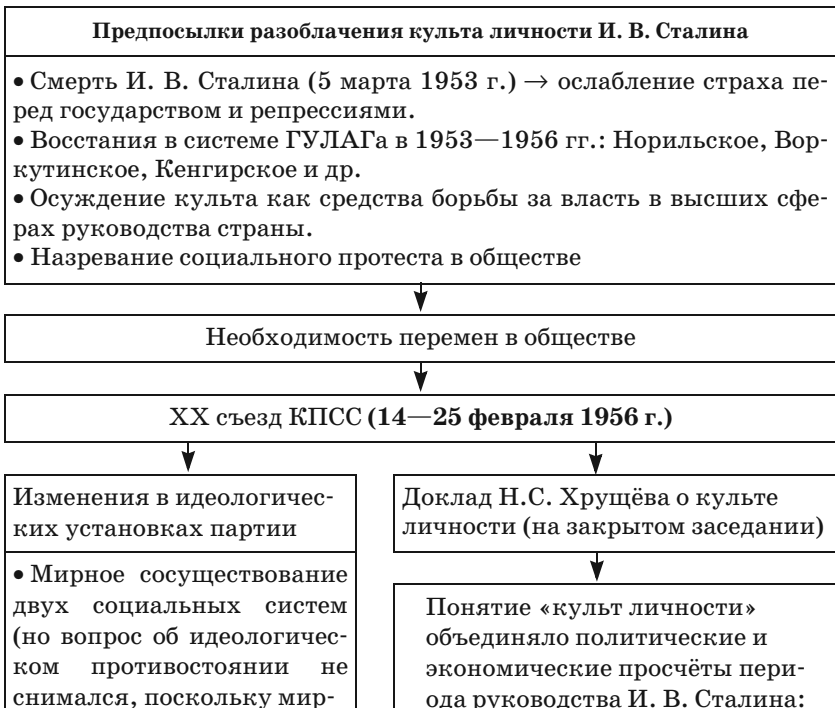 Предпосылки разоблачения культа личности И. В. Сталина
• Смерть И. В. Сталина (5 марта 1953 г.) → ослабление страха пе-
ред государством и репрессиями.
• Восстания в системе ГУЛАГа в 1953—1956 гг.: Норильское, Вор-
кутинское, Кенгирское и др.
• Осуждение культа как средства борьбы за власть в высших сфе-
рах руководства страны.
• Назревание социального протеста в обществе
Необходимость перемен в обществе
XX съезд КПСС (14—25 февраля 1956 г.)
Изменения в идеологичес-
ких установках партии
• Мирное сосуществование
двух социальных систем
(но вопрос об идеологичес-
ком противостоянии не
снимался, поскольку мир-
Доклад Н.С. Хрущёва о культе
личности (на закрытом заседании)
Понятие «культ личности»
объединяло политические и
экономические просчёты пери-
ода руководства И. В. Сталина: